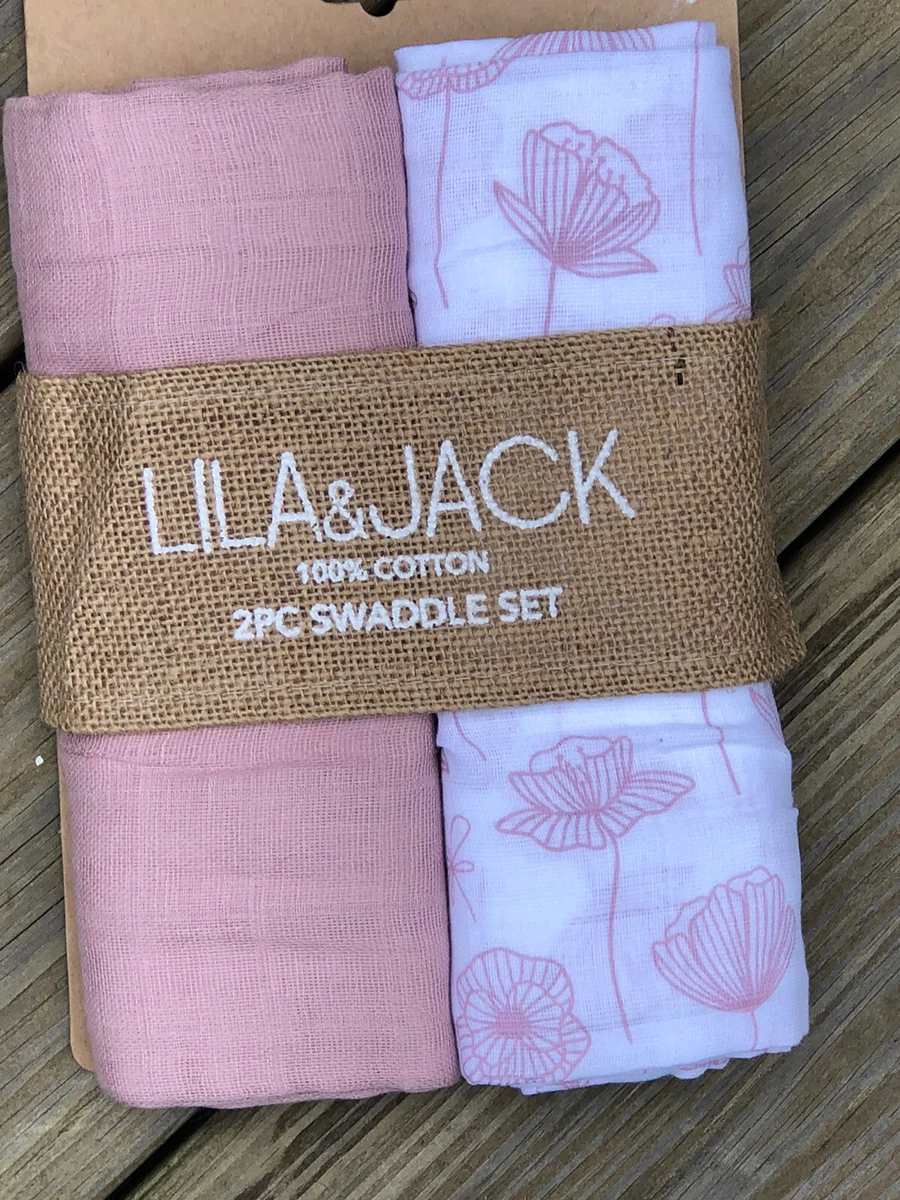 LILA&JACK
100% COTTON
2PC SWADDLE SET